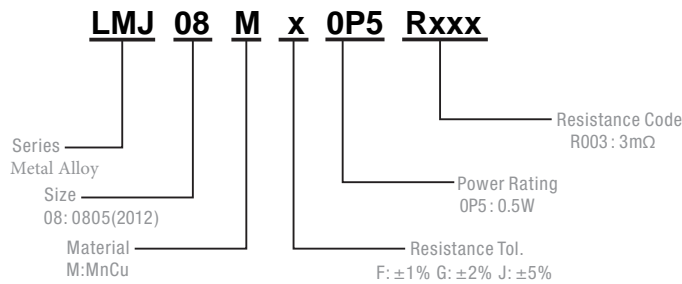 LMJ 08 M x 0P5 Rxxx
Resistance Code
R003 : 3mΩ
Series
Metal Alloy
Power Rating
0P5 : 0.5W
Size
08: 0805(2012)
Material
M:MnCu
Resistance Tol.
F: ±1% G: ±2% J: ±5%